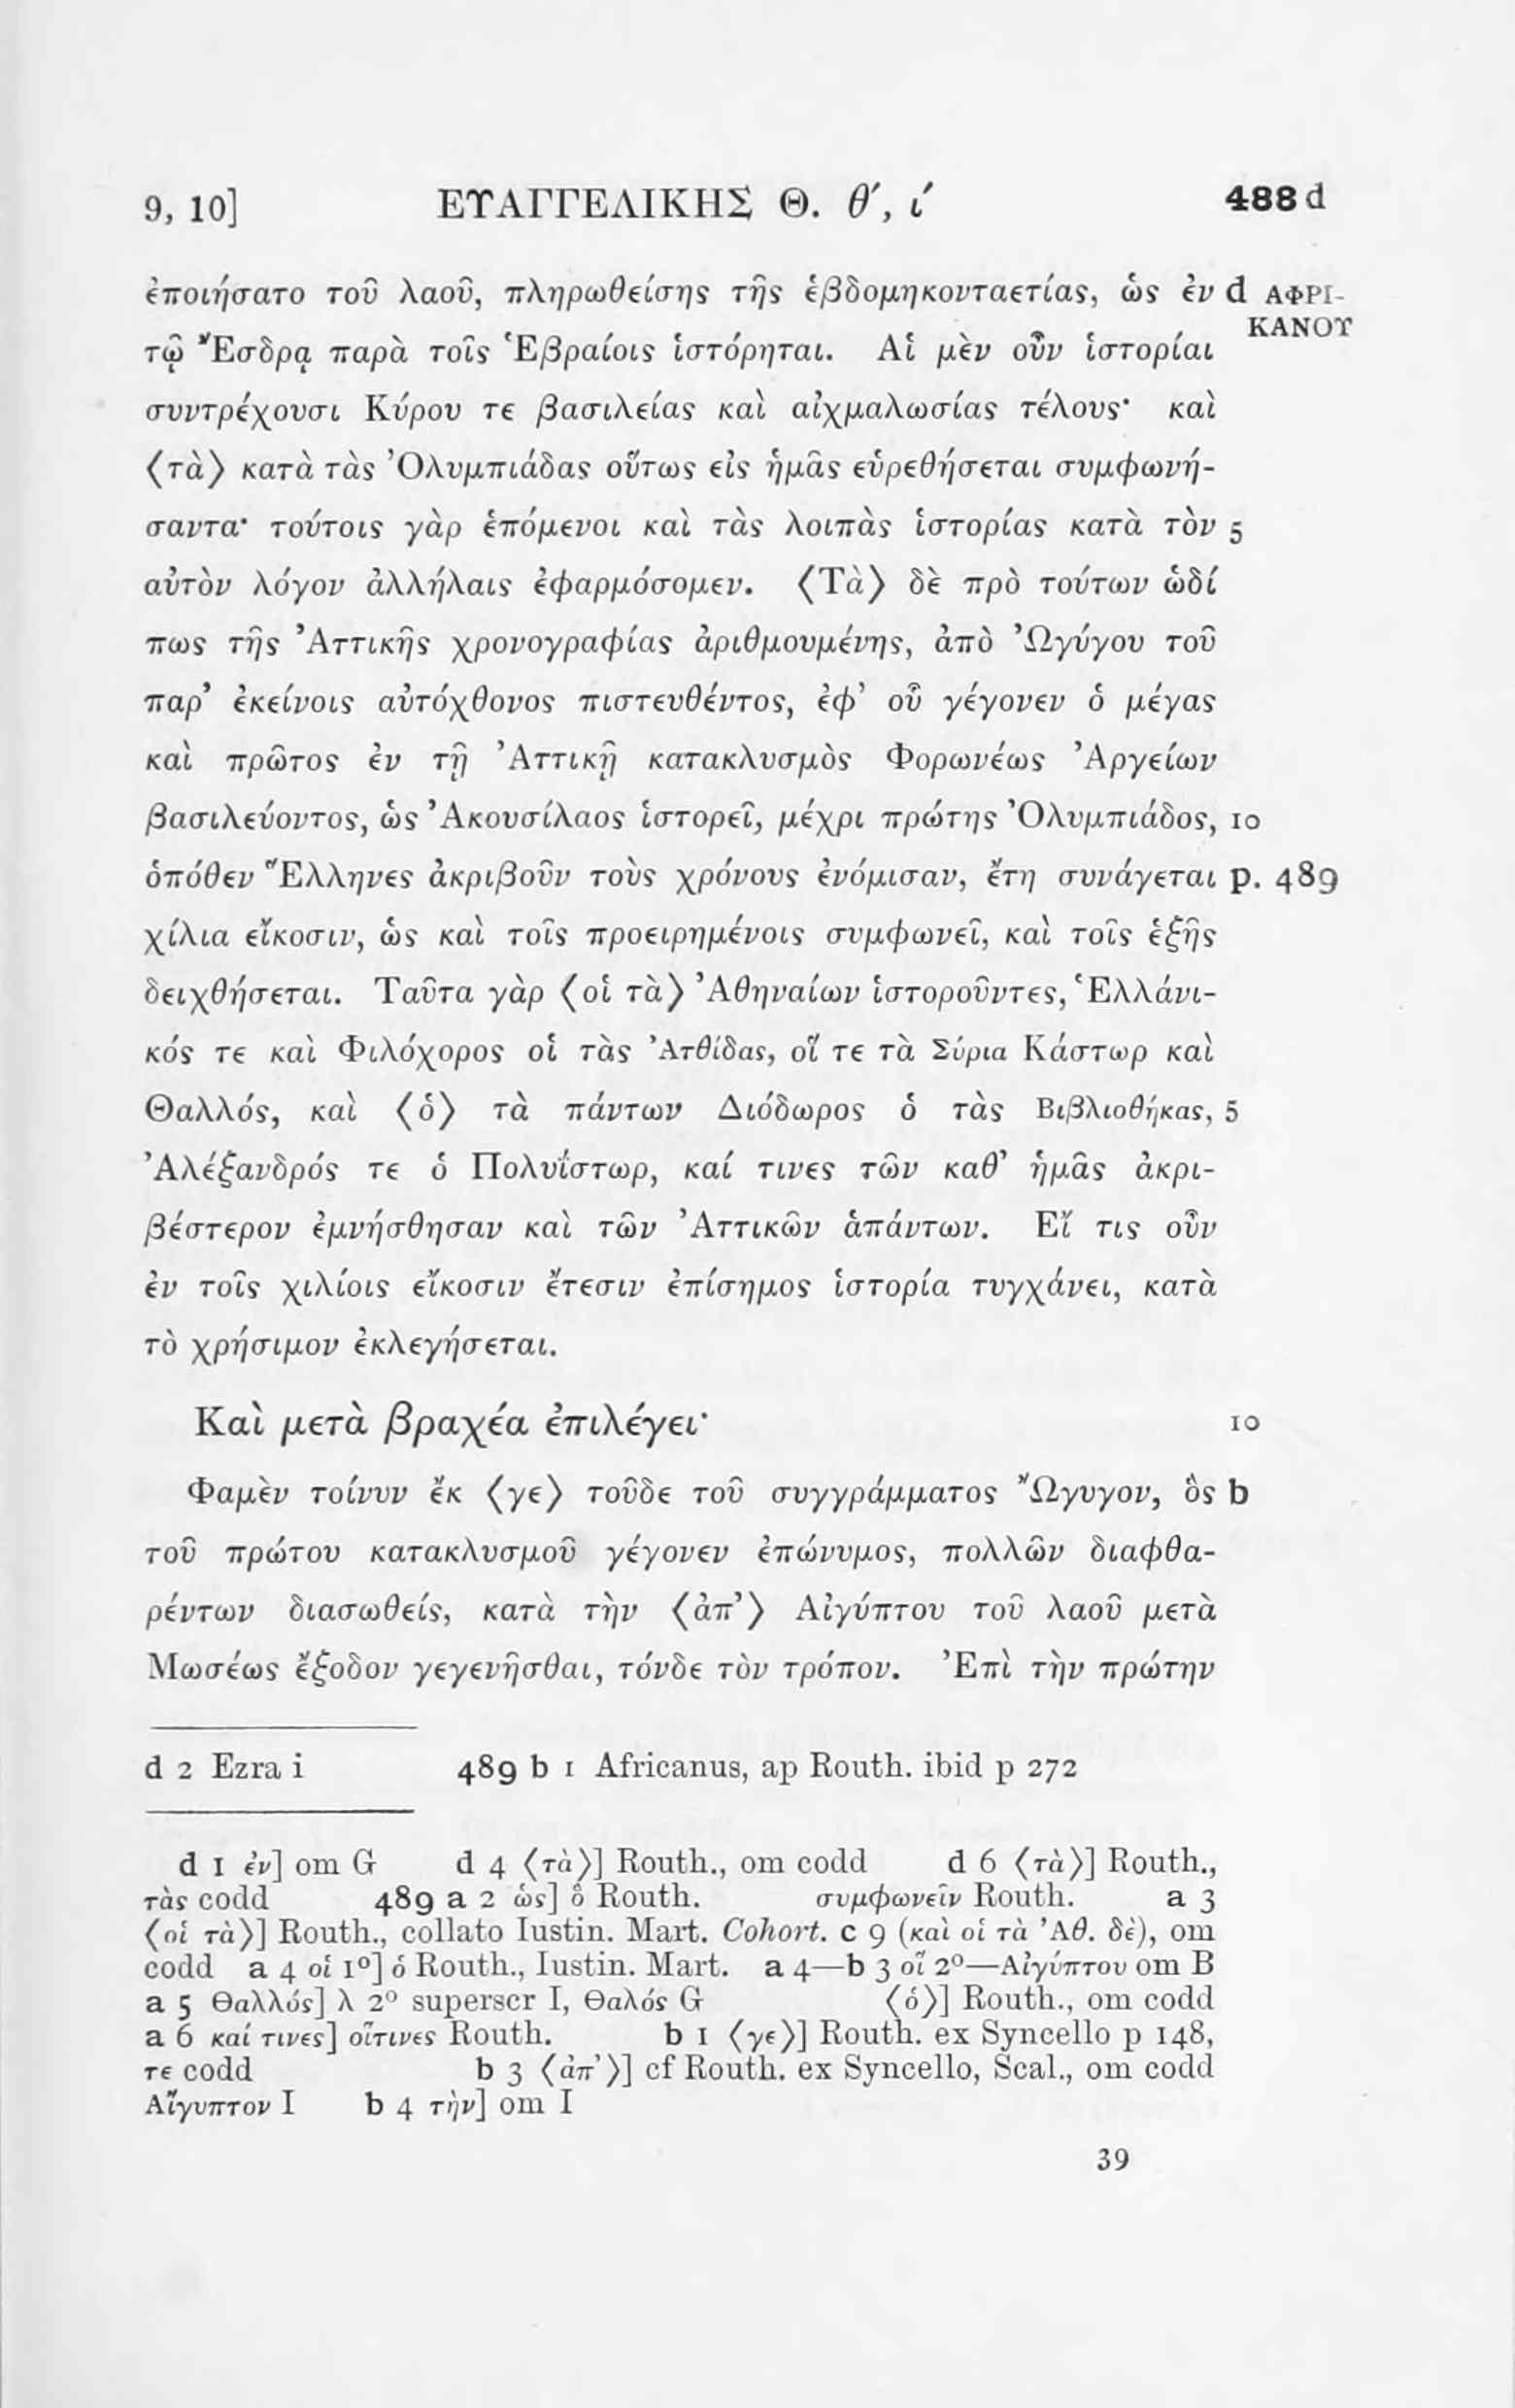 9, 10] ΕΥΑΓΓΕΛΙΚΗΣ Θ. θ´, ι´ 488 d
ἐποιήσατο τοῦ λαοῦ, πληρωθείσης τῆς ἑβδομηκονταετίας, ὡς ἐν d ΑΦΡΙ-
ΚΑΝΟΥ
τῷ Ἔσδρᾳ παρὰ τοῖς Ἑβραίοις ἱστόρηται. Αἱ μὲν οὖν ἱστορίαι
συντρέχουσι Κύρου τε βασιλείας καὶ αἰχμαλωσίας τέλους· καὶ
⟨τὰ⟩ κατὰ τὰς Ὀλυμπιάδας οὕτως εἰς ἡμᾶς εὑρεθήσεται συμφωνή-
σαντα· τούτοις γὰρ ἑπόμενοι καὶ τὰς λοιπὰς ἱστορίας κατὰ τὸν 5
αὐτὸν λόγον ἀλλήλαις ἐφαρμόσομεν. ⟨Τὰ⟩ δὲ πρὸ τούτων ὡδί
πως τῆς Ἀττικῆς χρονογραφίας ἀριθμουμένης, ἀπὸ Ὠγύγου τοῦ
παρ’ ἐκείνοις αὐτόχθονος πιστευθέντος, ἐφ’ οὗ γέγονεν ὁ μέγας
καὶ πρῶτος ἐν τῇ Ἀττικῇ κατακλυσμὸς Φορωνέως Ἀργείων
βασιλεύοντος, ὡς Ἀκουσίλαος ἱστορεῖ, μέχρι πρώτης Ὀλυμπιάδος, 10
ὁπόθεν Ἕλληνες ἀκριβοῦν τοὺς χρόνους ἐνόμισαν, ἔτη συνάγεται p. 489
χίλια εἴκοσιν, ὡς καὶ τοῖς προειρημένοις συμφωνεῖ, καὶ τοῖς ἑξῆς
δειχθήσεται. Ταῦτα γὰρ ⟨οἱ τὰ⟩ Ἀθηναίων ἱστοροῦντες, Ἑλλάνι-
κός τε καὶ Φιλόχορος οἱ τὰς Ἀτθίδας, οἵ τε τὰ Σύρια Κάστωρ καὶ
Θαλλός, καὶ ⟨ὁ⟩ τὰ πάντων Διόδωρος ὁ τὰς Βιβλιοθήκας, 5
Ἀλέξανδρός τε ὁ Πολυΐστωρ, καί τινες τῶν καθ’ ἡμᾶς ἀκρι-
βέστερον ἐμνήσθησαν καὶ τῶν Ἀττικῶν ἁπάντων. Εἴ τις οὖν
ἐν τοῖς χιλίοις εἴκοσιν ἔτεσιν ἐπίσημος ἱστορία τυγχάνει, κατὰ
τὸ χρήσιμον ἐκλεγήσεται.
Καὶ μετὰ βραχέα ἐπιλέγει· 10
Φαμὲν τοίνυν ἔκ ⟨γε⟩ τοῦδε τοῦ συγγράμματος Ὤγυγον, ὃς b
τοῦ πρώτου κατακλυσμοῦ γέγονεν ἐπώνυμος, πολλῶν διαφθα-
ρέντων διασωθείς, κατὰ τὴν ⟨ἀπ’⟩ Αἰγύπτου τοῦ λαοῦ μετὰ
Μωσέως ἔξοδον γεγενῆσθαι, τόνδε τὸν τρόπον. Ἐπὶ τὴν πρώτην
d 2 Ezra i 489 b 1 Africanus, ap Routh. ibid p 272
d 1 ἐν] om G d 4 ⟨τὰ⟩] Routh., om codd d 6 ⟨τὰ⟩] Routh.,
τὰς codd 489 a 2 ὡς] ὃ Routh. συμφωνεῖν Routh. a 3
⟨οἱ τὰ⟩] Routh., collato Iustin. Mart. Cohort. c 9 (καὶ οἱ τὰ Ἀθ. δὲ), om
codd a 4 οἱ 1º] ὁ Routh., Iustin. Mart. a 4—b 3 οἵ 2º—Αἰγύπτου om B
a 5 Θαλλός] λ 2º superscr I, Θαλός G ⟨ὁ⟩] Routh., om codd
a 6 καί τινες] οἵτινες Routh. b 1 ⟨γε⟩] Routh. ex Syncello p 148,
τε codd b 3 ⟨ἀπ’⟩] cf Routh. ex Syncello, Scal., om codd
Αἴγυπτον I b 4 τὴν] om I
39